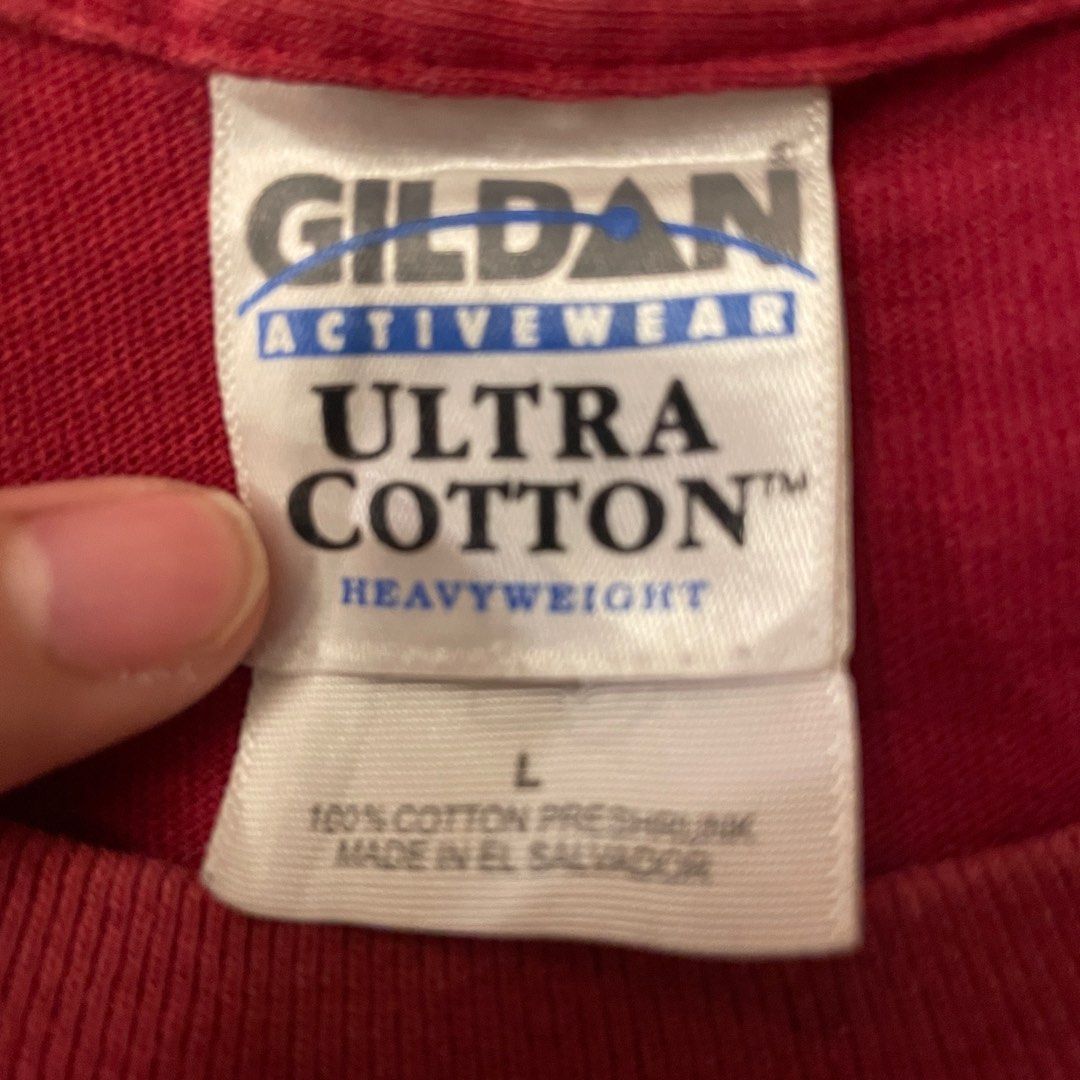 GILDAN
ACTIVEWEAR
ULTRA
COTTON™
HEAVYWEIGHT
L
100% COTTON PRESHRUNK
MADE IN EL SALVADOR